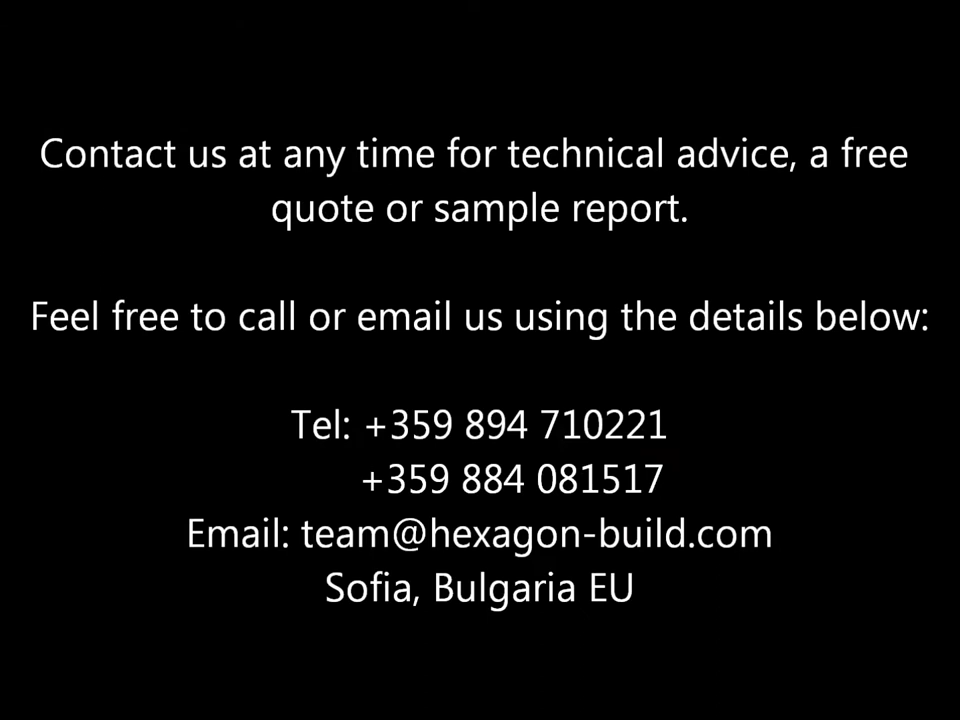 Contact us at any time for technical advice, a free
quote or sample report.
Feel free to call or email us using the details below:
Tel: +359 894 710221
+359 884 081517
Email: team@hexagon-build.com
Sofia, Bulgaria EU